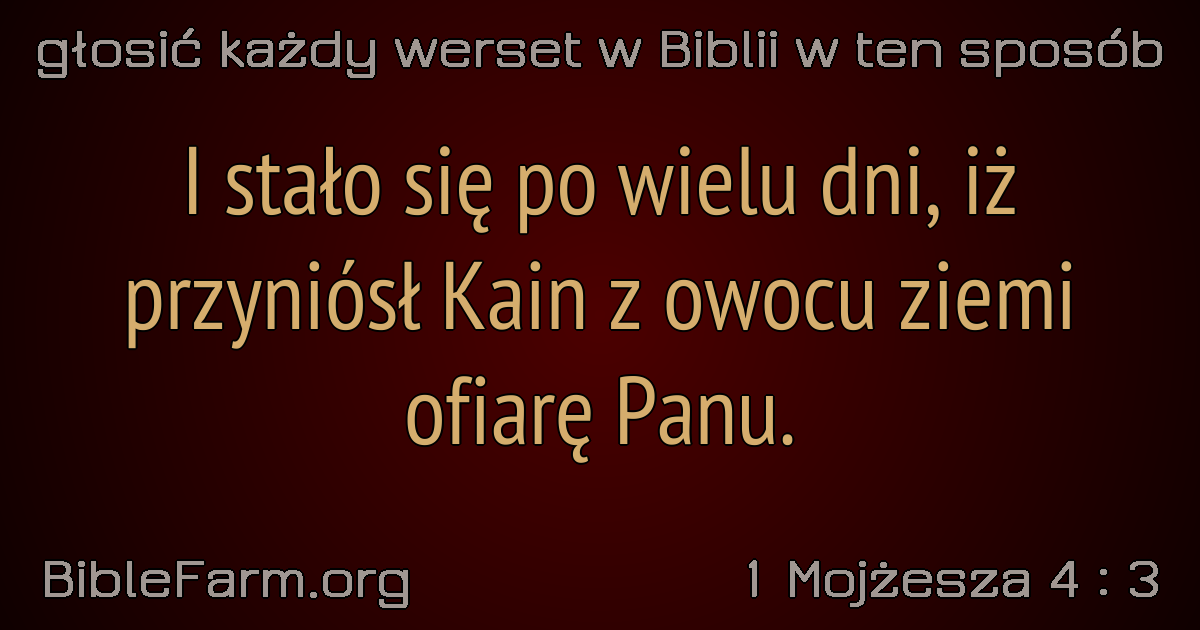 głosić każdy werset w Biblii w ten sposób
I stało się po wielu dni, iż
przyniósł Kain z owocu ziemi
ofiarę Panu.
BibleFarm.org
1 Mojżesza 4 : 3